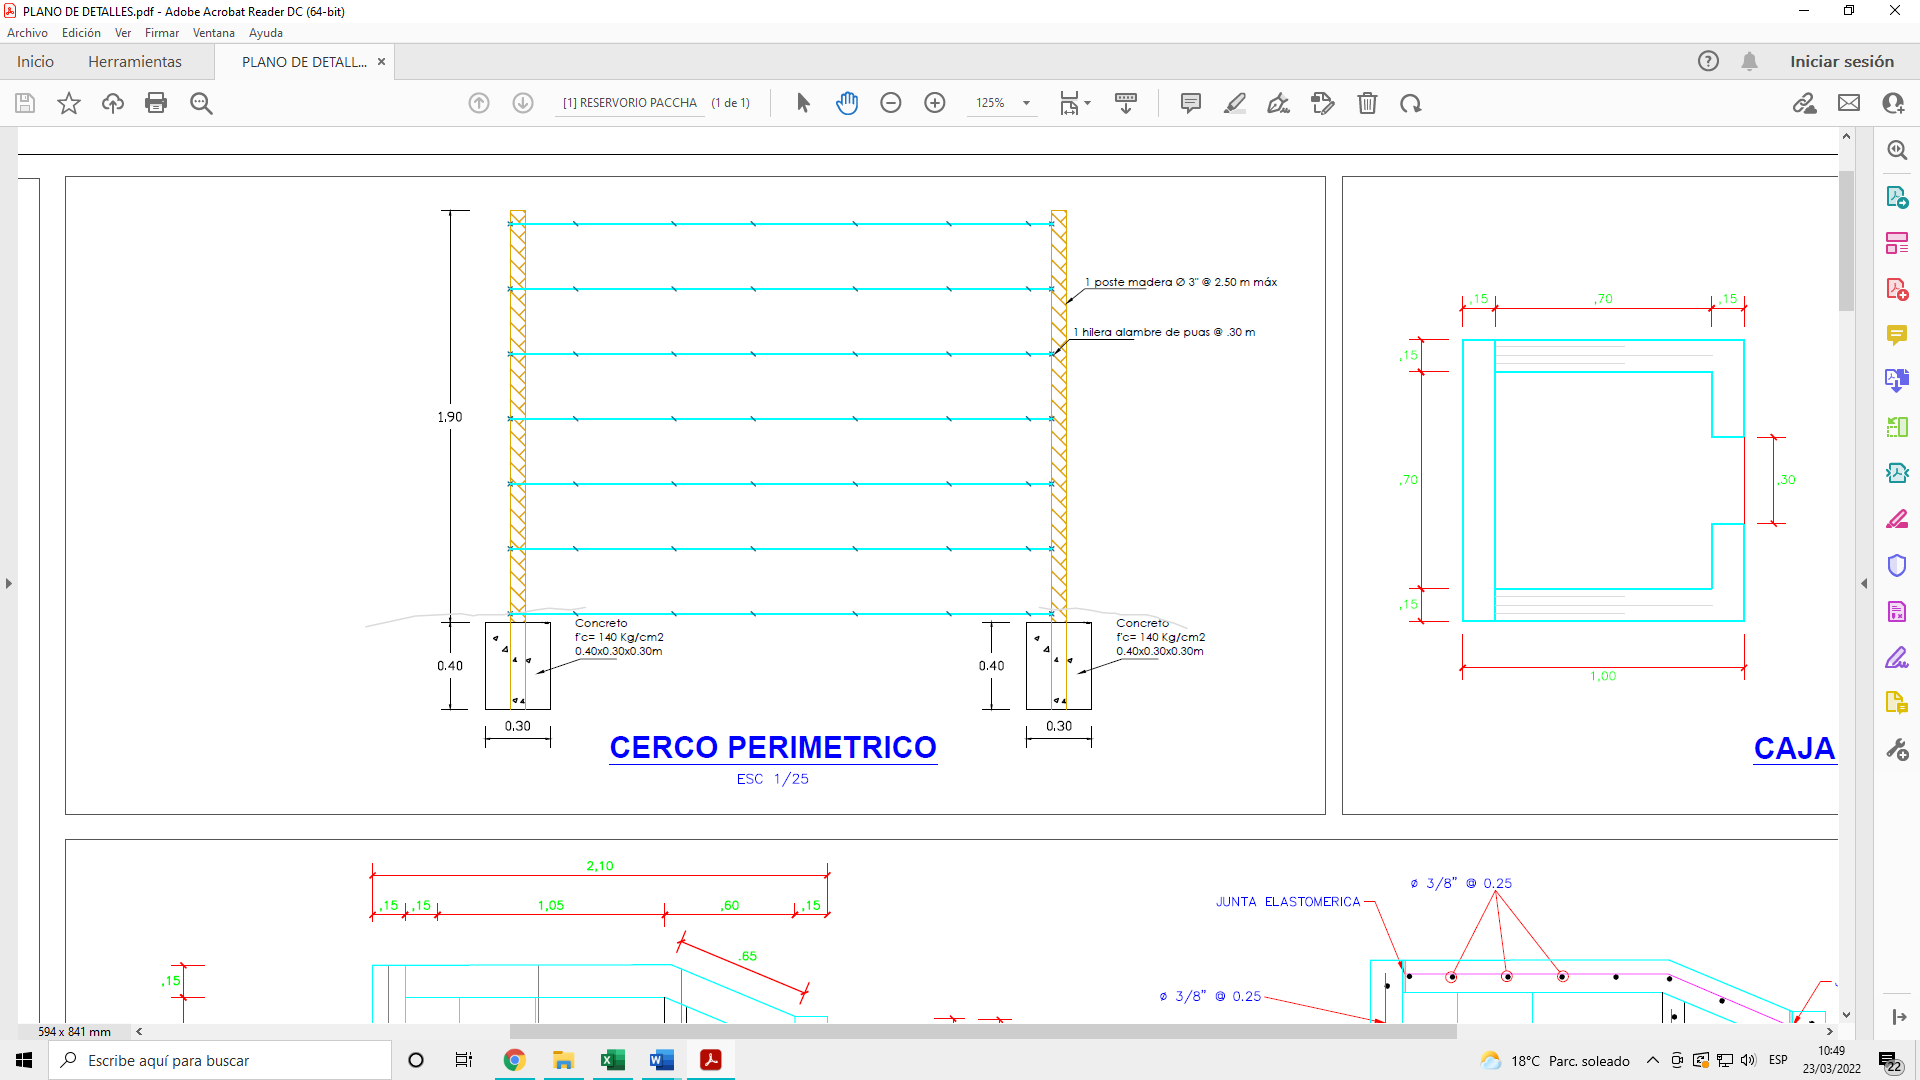 PLANO DE DETALLES.pdf - Adobe Acrobat Reader DC (64-bit)
Archivo Edición Ver Firmar Ventana Ayuda
Inicio Herramientas PLANO DE DETALL... × Iniciar sesión
[1] RESERVORIO PACCHA (1 de 1) 125%
1 poste madera Ø 3" @ 2.50 m máx
1 hilera alambre de puas @ .30 m
1.90
Concreto
f'c= 140 Kg/cm2
0.40x0.30x0.30m
0.40
0.30
Concreto
f'c= 140 Kg/cm2
0.40x0.30x0.30m
0.40
0.30
CERCO PERIMETRICO
ESC 1/25
,15 ,70 ,15
,15
,70
,30
,15
1,00
CAJA
2,10
,15 ,15 1,05 ,60 ,15
.65
,15
ø 3/8" @ 0.25
JUNTA ELASTOMERICA
ø 3/8" @ 0.25
594 x 841 mm
Escribe aquí para buscar
18°C Parc. soleado
ESP
10:49
23/03/2022
22